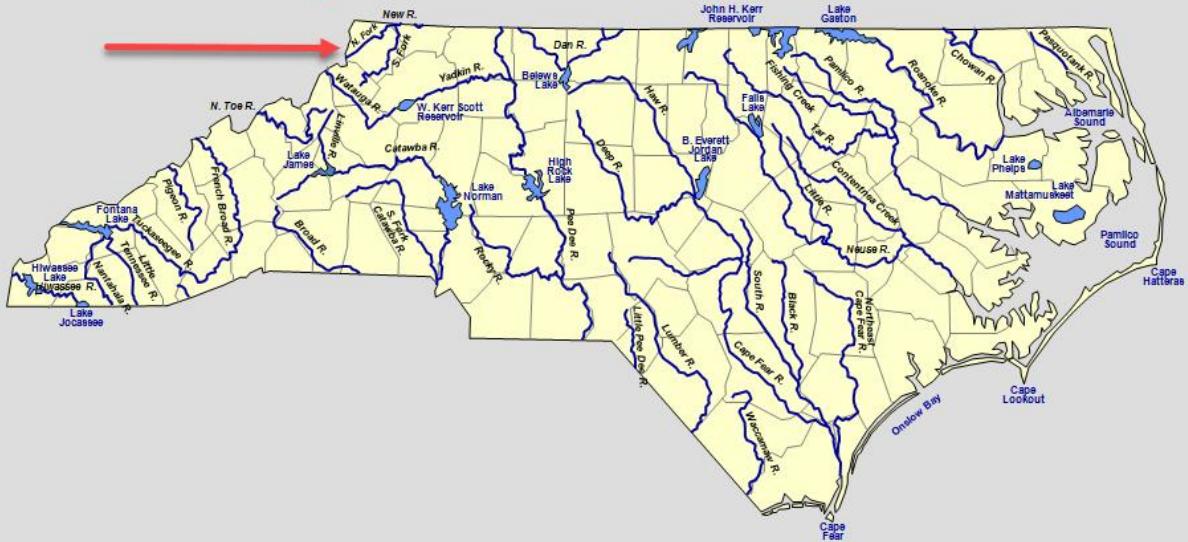 New R.
John H. Kerr
Reservoir
Lake
Gaston
N. Fork
S. Fork
Dan R.
Pasquotank R.
Chowan R.
Roanoke R.
Pamlico R.
Fishing Creek
Yadkin R.
Belews
Lake
Watauga R.
W. Kerr Scott
Reservoir
Haw R.
Falls
Lake
Tar R.
N. Toe R.
Albemarle
Sound
Linville R.
Lake
James
Catawba R.
Deep R.
B. Everett
Jordan
Lake
High
Rock
Lake
Contentnea Creek
Lake
Phelps
Lake
Mattamuskeet
Pigeon R.
French Broad R.
Lake
Norman
Little R.
Fontana
Lake
Tuckasegee R.
Broad R.
S. Fork
Catawba R.
Pee Dee R.
Neuse R.
Pamlico
Sound
Hiwassee
Lake
Hiwassee R.
Nantahala R.
Little
Tennessee R.
Rocky R.
South R.
Black R.
Northeast
Cape Fear R.
Cape
Hatteras
Lake
Jocassee
Little Pee Dee R.
Lumber R.
Cape Fear R.
Cape
Lookout
Onslow Bay
Waccamaw R.
Cape
Fear